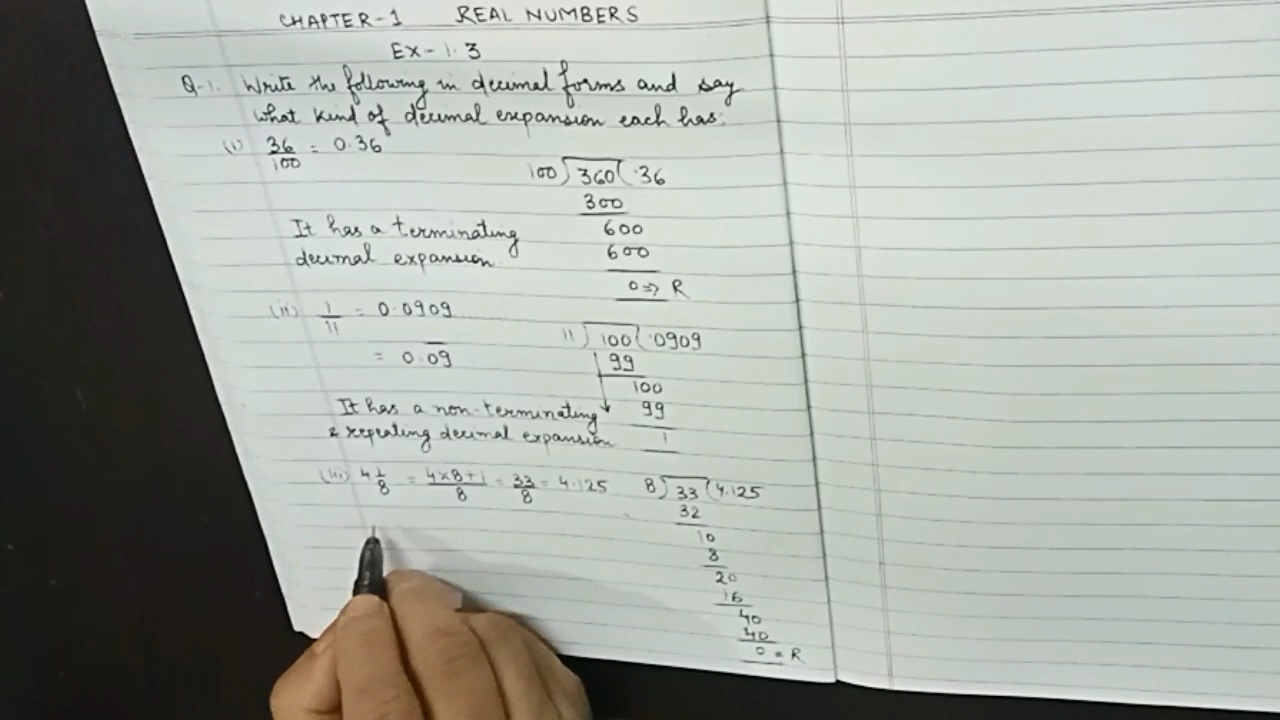 CHAPTER-1 REAL NUMBERS
EX-1.3
Q-1. Write the following in decimal forms and say
what kind of decimal expansion each has:
(i) 36/100 = 0.36
100) 360 ( .36
300
600
600
0 => R
It has a terminating
decimal expansion
(ii) 1/11 = 0.0909
= 0.0̅9̅
11) 100 ( .0909
99
100
99
1
It has a non-terminating
& repeating decimal expansion
(iii) 4 1/8 = 4×8+1/8 = 33/8 = 4.125
8) 33 ( 4.125
32
10
8
20
16
40
40
0 = R